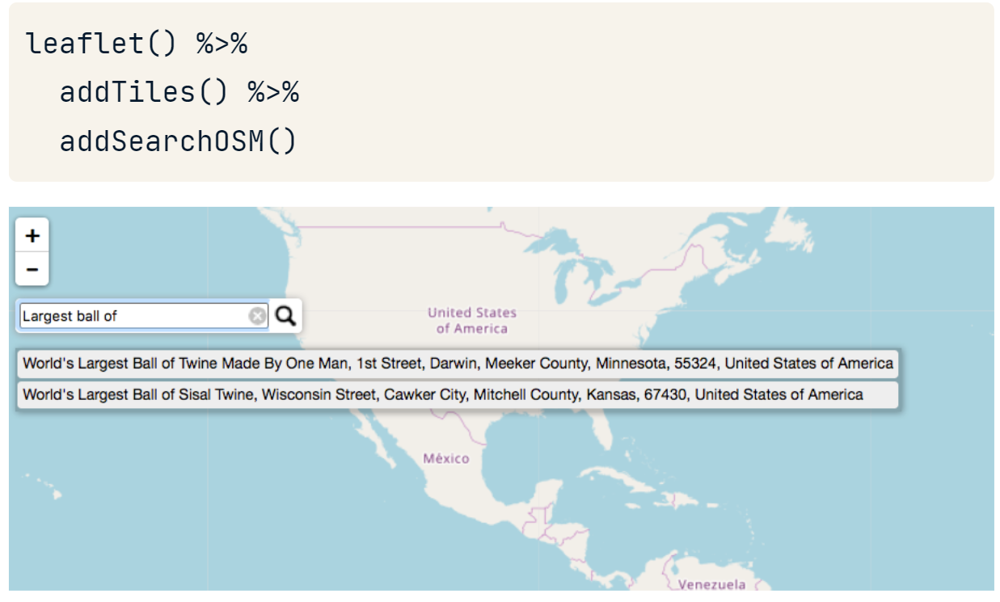 leaflet() %>%
  addTiles() %>%
  addSearchOSM()
+
−
Largest ball of
United States
of America
World's Largest Ball of Twine Made By One Man, 1st Street, Darwin, Meeker County, Minnesota, 55324, United States of America
World's Largest Ball of Sisal Twine, Wisconsin Street, Cawker City, Mitchell County, Kansas, 67430, United States of America
México
Venezuela